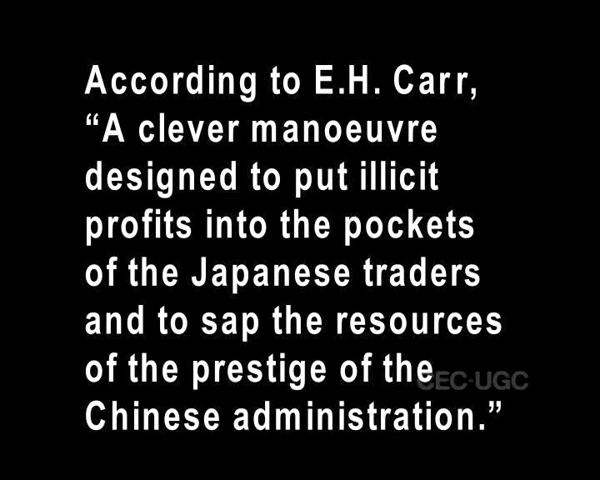 According to E.H. Carr,
“A clever manoeuvre
designed to put illicit
profits into the pockets
of the Japanese traders
and to sap the resources
of the prestige of the
CEC-UGC
Chinese administration.”